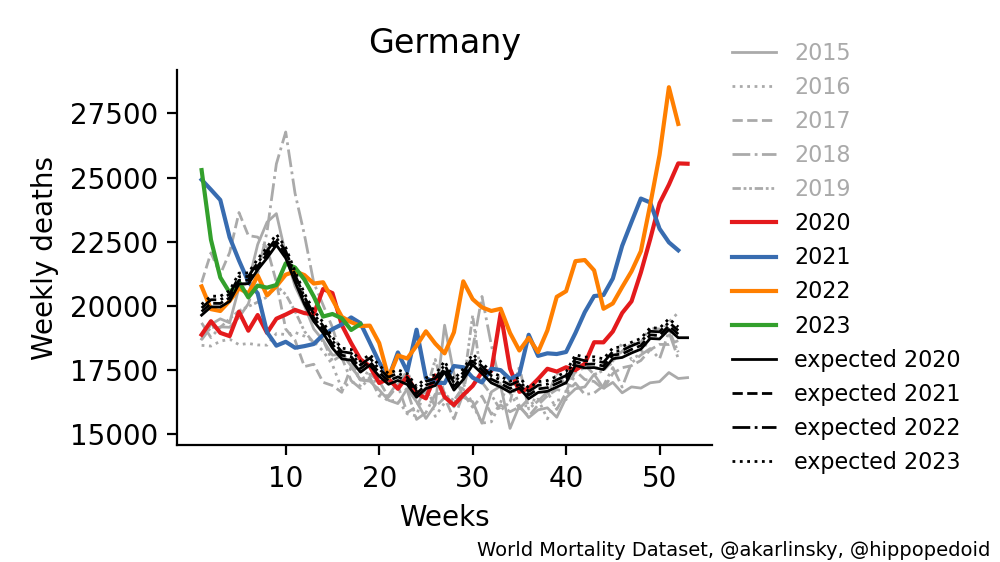 Germany
Weekly deaths
27500
25000
22500
20000
17500
15000
10
20
30
40
50
Weeks
2015
2016
2017
2018
2019
2020
2021
2022
2023
expected 2020
expected 2021
expected 2022
expected 2023
World Mortality Dataset, @akarlinsky, @hippopedoid